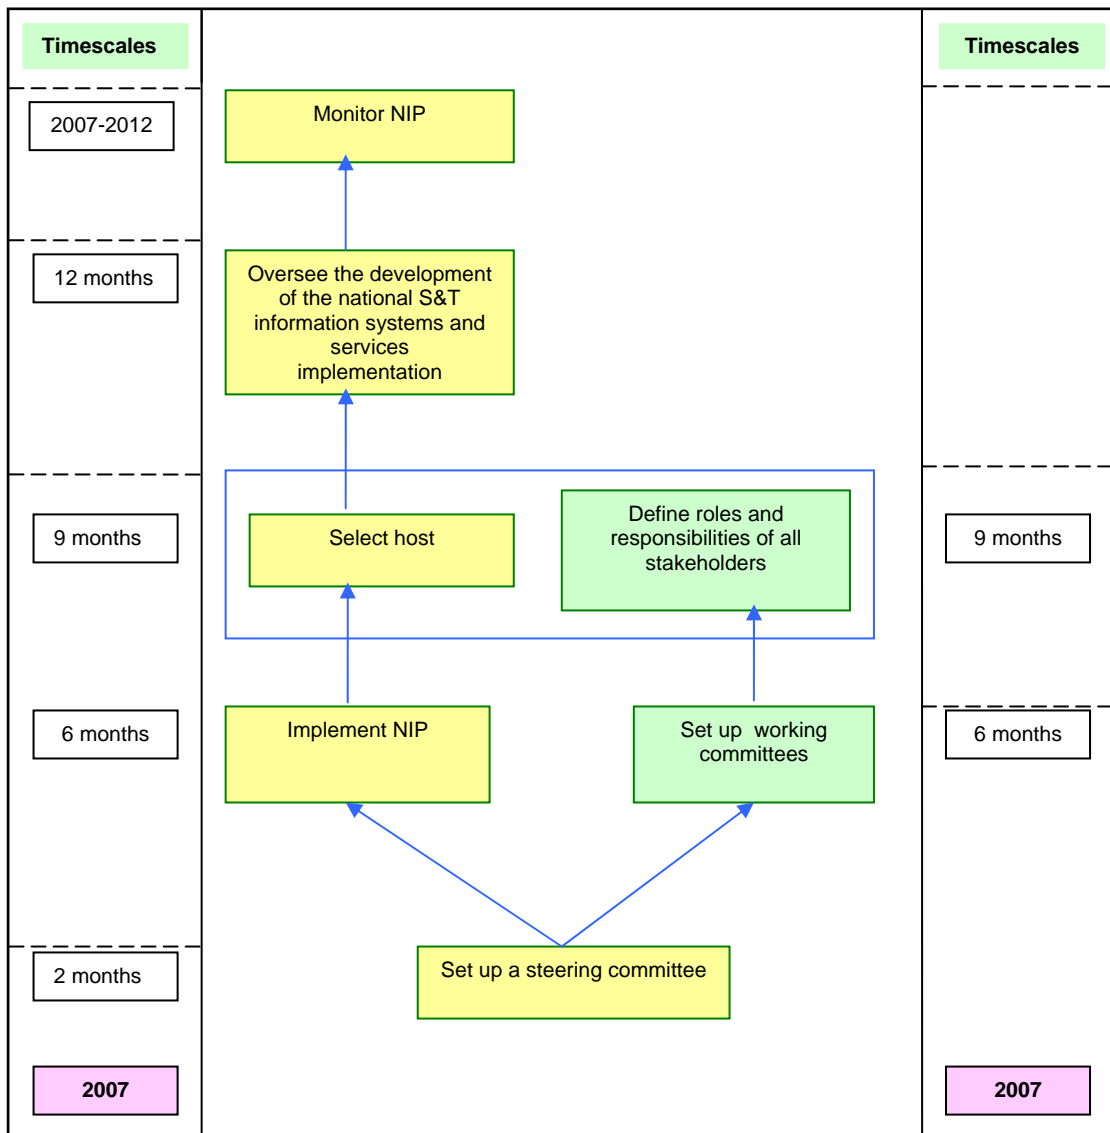 Timescales
Timescales
2007-2012
Monitor NIP
12 months
Oversee the development
of the national S&T
information systems and
services
implementation
9 months
Select host
Define roles and
responsibilities of all
stakeholders
9 months
6 months
Implement NIP
Set up working
committees
6 months
2 months
Set up a steering committee
2007
2007